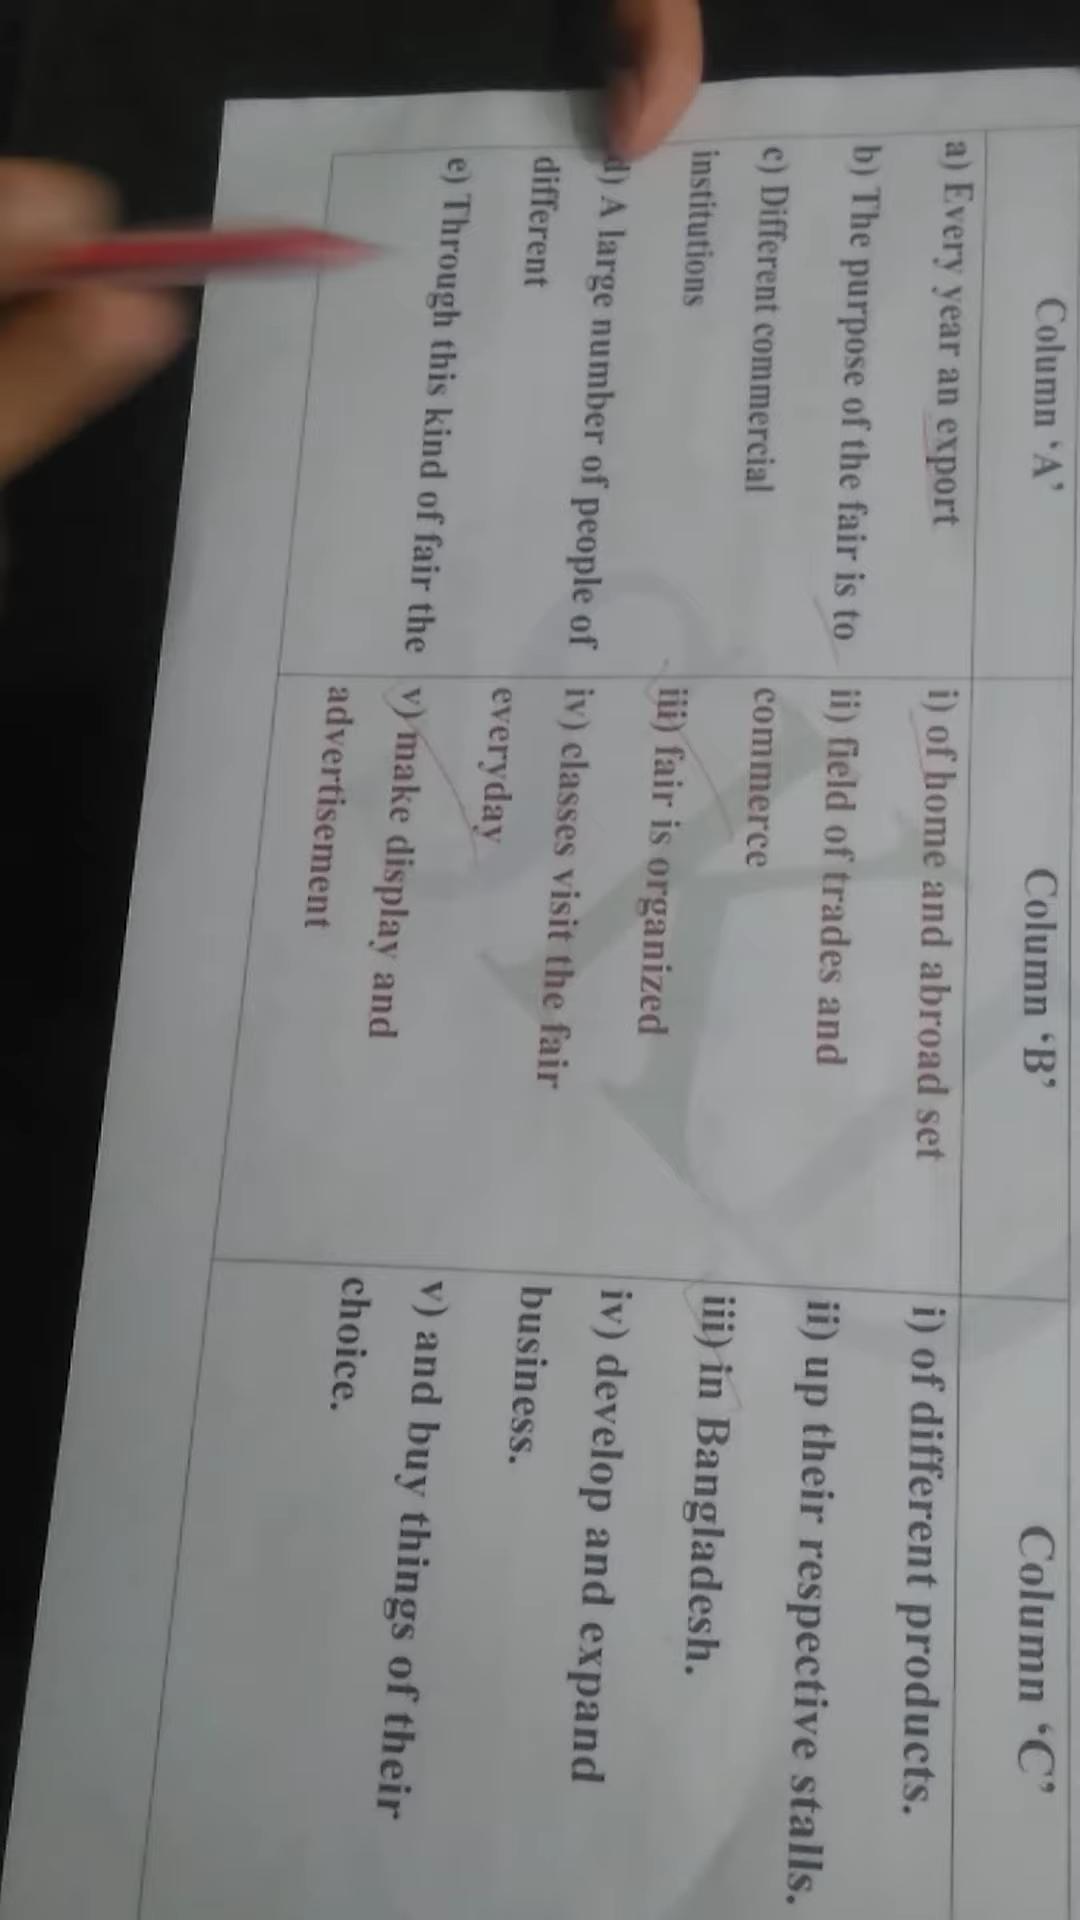 Column ‘A’
Column ‘B’
Column ‘C’
a) Every year an export
b) The purpose of the fair is to
c) Different commercial
institutions
d) A large number of people of
different
e) Through this kind of fair the
i) of home and abroad set
ii) field of trades and
commerce
iii) fair is organized
iv) classes visit the fair
everyday
v) make display and
advertisement
i) of different products.
ii) up their respective stalls.
iii) in Bangladesh.
iv) develop and expand
business.
v) and buy things of their
choice.